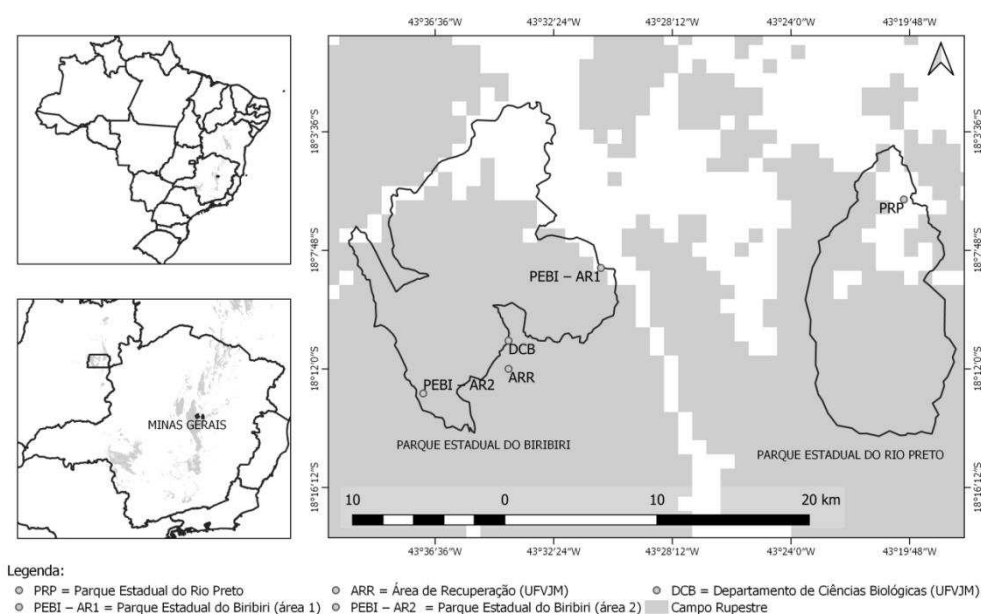 43°36'36"W 43°32'24"W 43°28'12"W 43°24'0"W 43°19'48"W
18°3'36"S 18°3'36"S
PRP
18°7'48"S 18°7'48"S
PEBI – AR1
DCB
18°12'0"S 18°12'0"S
ARR
PEBI – AR2
MINAS GERAIS
PARQUE ESTADUAL DO BIRIBIRI
PARQUE ESTADUAL DO RIO PRETO
18°16'12"S 18°16'12"S
10 0 10 20 km
43°36'36"W 43°32'24"W 43°28'12"W 43°24'0"W 43°19'48"W
Legenda:
PRP = Parque Estadual do Rio Preto
ARR = Área de Recuperação (UFVJM)
DCB = Departamento de Ciências Biológicas (UFVJM)
PEBI – AR1 = Parque Estadual do Biribiri (área 1)
PEBI – AR2 = Parque Estadual do Biribiri (área 2)
Campo Rupestre